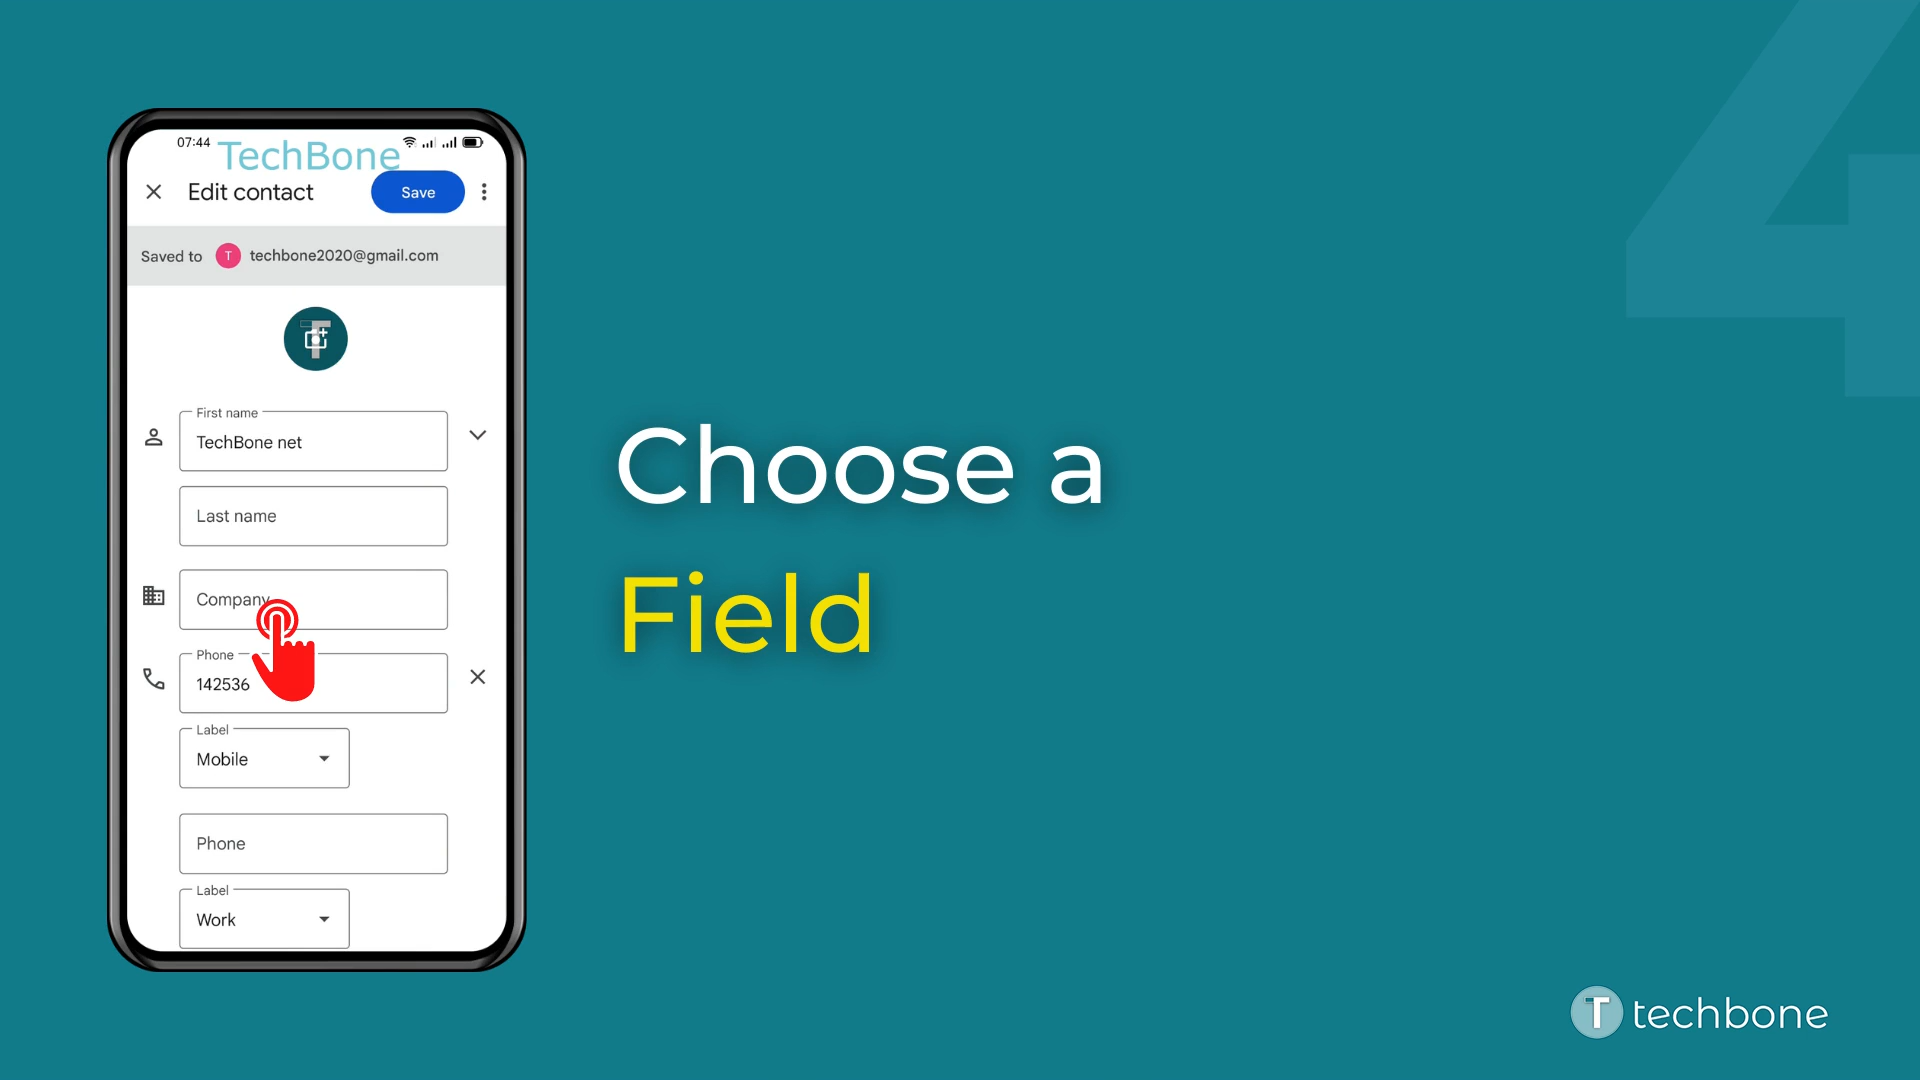 4
07:44
TechBone
Edit contact
Save
Saved to T techbone2020@gmail.com
T
First name
TechBone net
Last name
Company
Phone
142536
Label
Mobile
Phone
Label
Work
Choose a
Field
T techbone